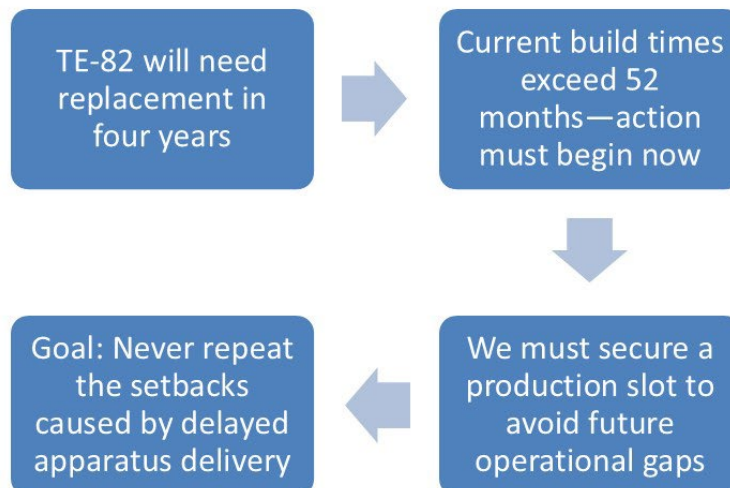 TE-82 will need
replacement in
four years
Current build times
exceed 52
months—action
must begin now
We must secure a
production slot to
avoid future
operational gaps
Goal: Never repeat
the setbacks
caused by delayed
apparatus delivery